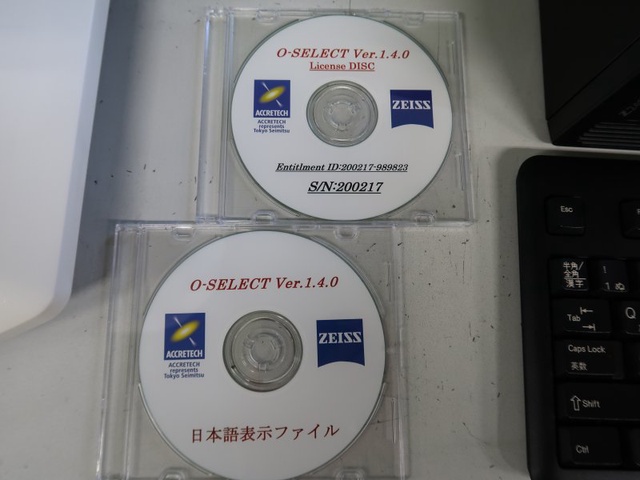 O-SELECT Ver.1.4.0
License DISC
ACCRETECH
ACCRETECH
represents
Tokyo Seimitsu
ZEISS
Entitlment ID:200217-989823
S/N:200217
O-SELECT Ver.1.4.0
ACCRETECH
ACCRETECH
represents
Tokyo Seimitsu
ZEISS
日本語表示ファイル
Esc
半角/
全角
漢字
!
1 ぬ
Tab
Q
Caps Lock
英数
Shift
Ctrl